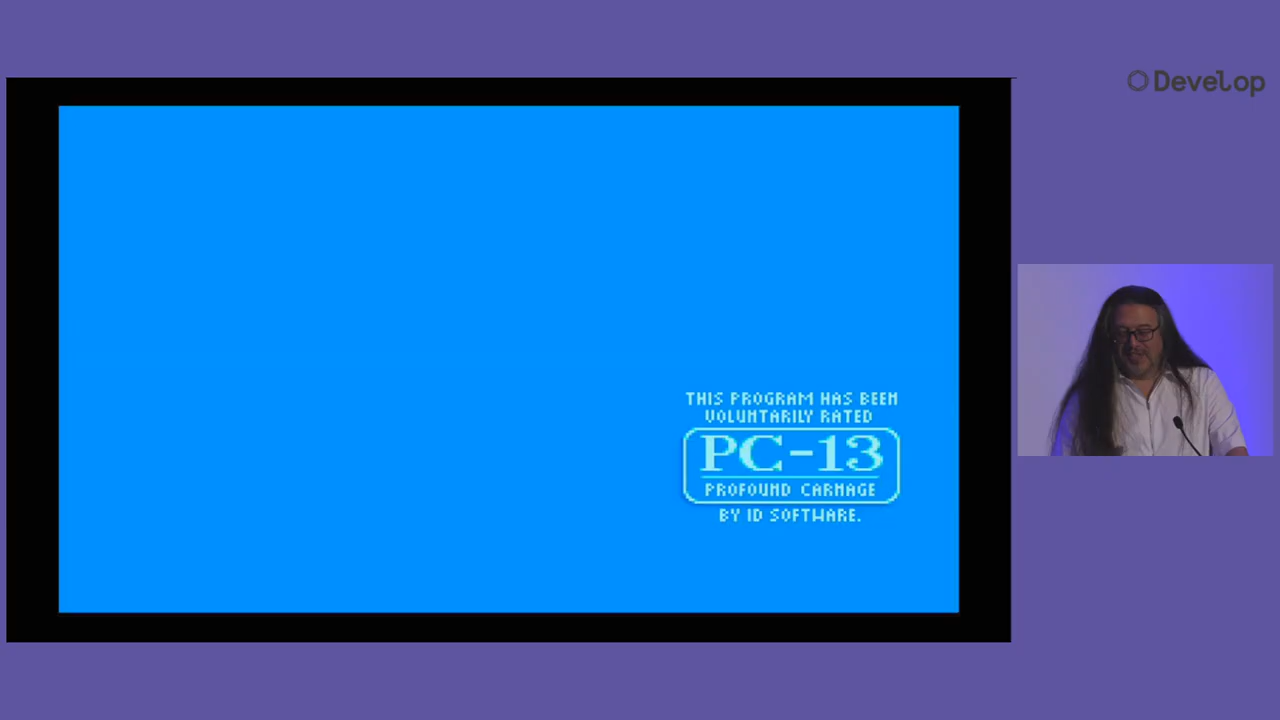 Develop
THIS PROGRAM HAS BEEN
VOLUNTARILY RATED
PC-13
PROFOUND CARNAGE
BY ID SOFTWARE.